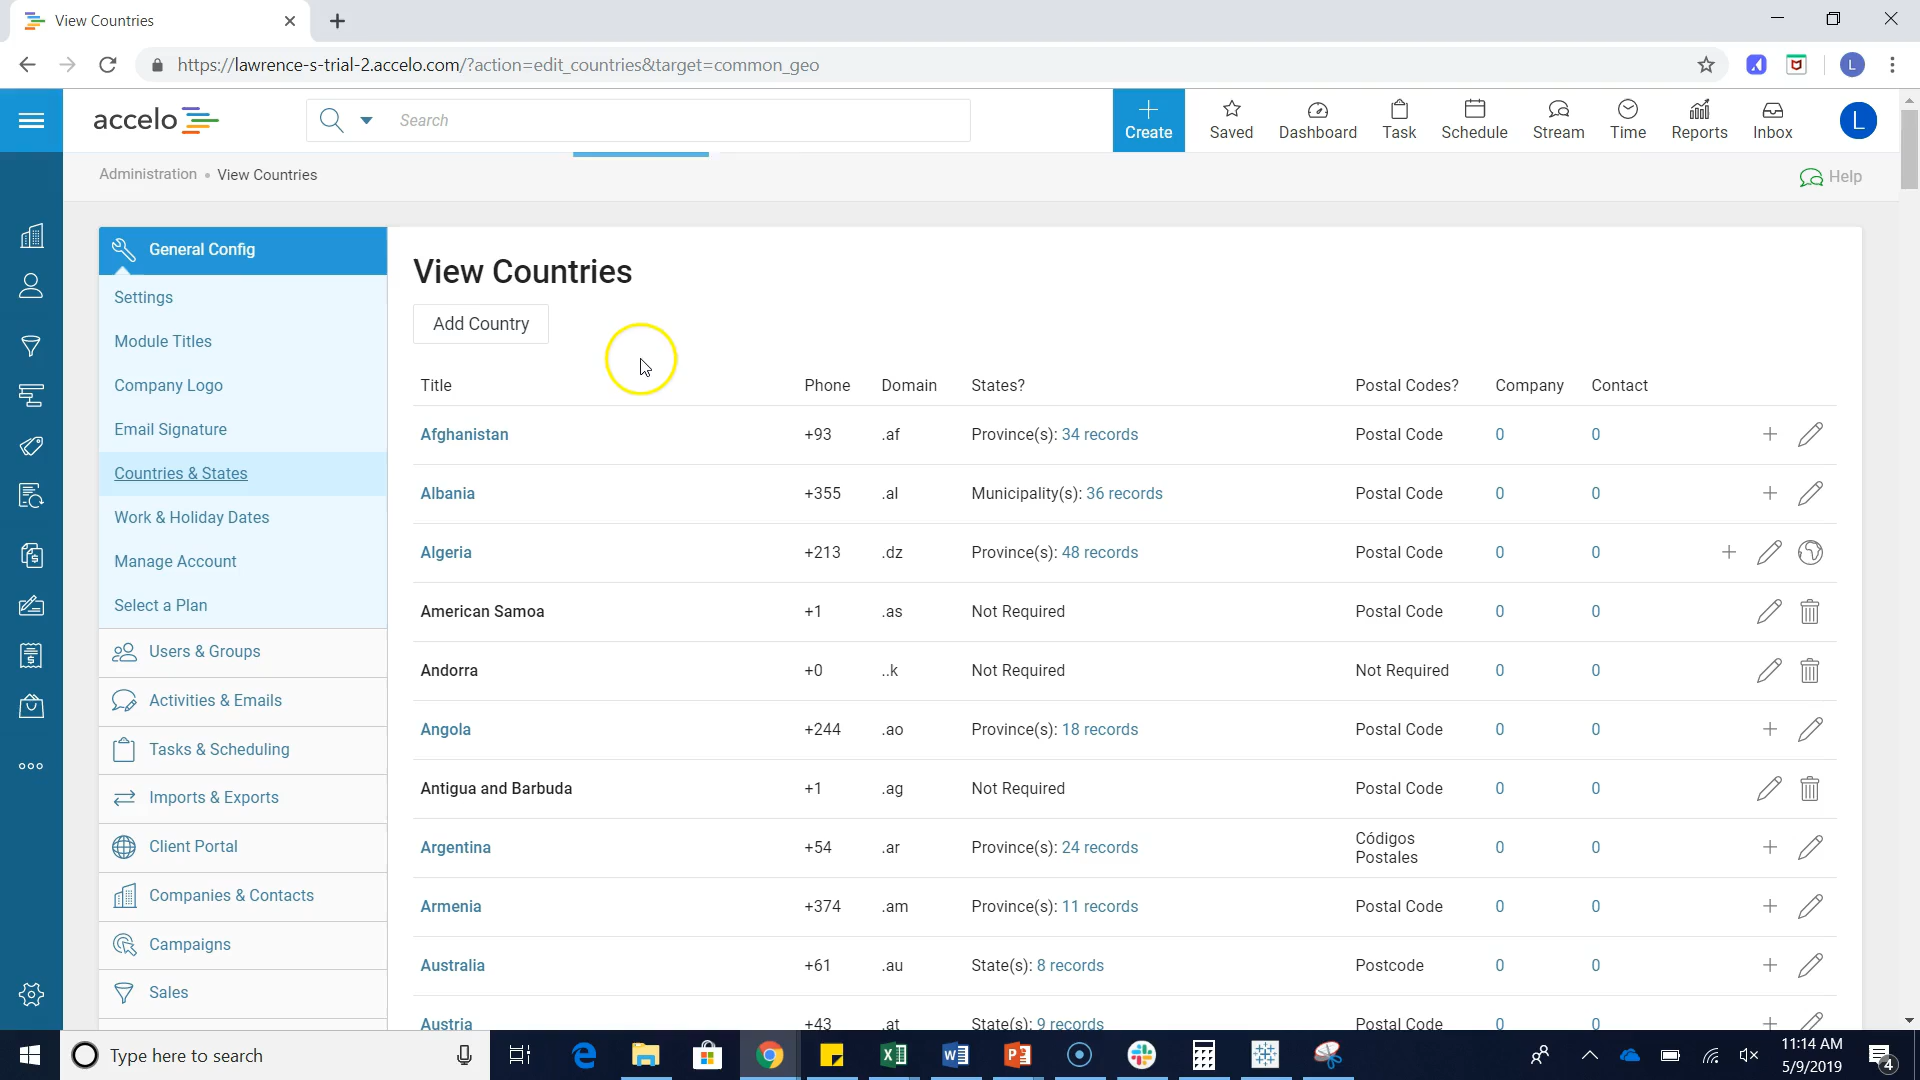 View Countries
https://lawrence-s-trial-2.accelo.com/?action=edit_countries&target=common_geo
L
accelo
Search
Create
Saved
Dashboard
Task
Schedule
Stream
Time
Reports
Inbox
L
Administration • View Countries
Help
General Config
Settings
Module Titles
Company Logo
Email Signature
Countries & States
Work & Holiday Dates
Manage Account
Select a Plan
Users & Groups
Activities & Emails
Tasks & Scheduling
Imports & Exports
Client Portal
Companies & Contacts
Campaigns
Sales
View Countries
Add Country
Title Phone Domain States? Postal Codes? Company Contact
Afghanistan +93 .af Province(s): 34 records Postal Code 0 0
Albania +355 .al Municipality(s): 36 records Postal Code 0 0
Algeria +213 .dz Province(s): 48 records Postal Code 0 0
American Samoa +1 .as Not Required Postal Code 0 0
Andorra +0 ..k Not Required Not Required 0 0
Angola +244 .ao Province(s): 18 records Postal Code 0 0
Antigua and Barbuda +1 .ag Not Required Postal Code 0 0
Argentina +54 .ar Province(s): 24 records Códigos Postales 0 0
Armenia +374 .am Province(s): 11 records Postal Code 0 0
Australia +61 .au State(s): 8 records Postcode 0 0
Austria +43 .at State(s): 9 records Postal Code 0 0
Type here to search
11:14 AM
5/9/2019
4